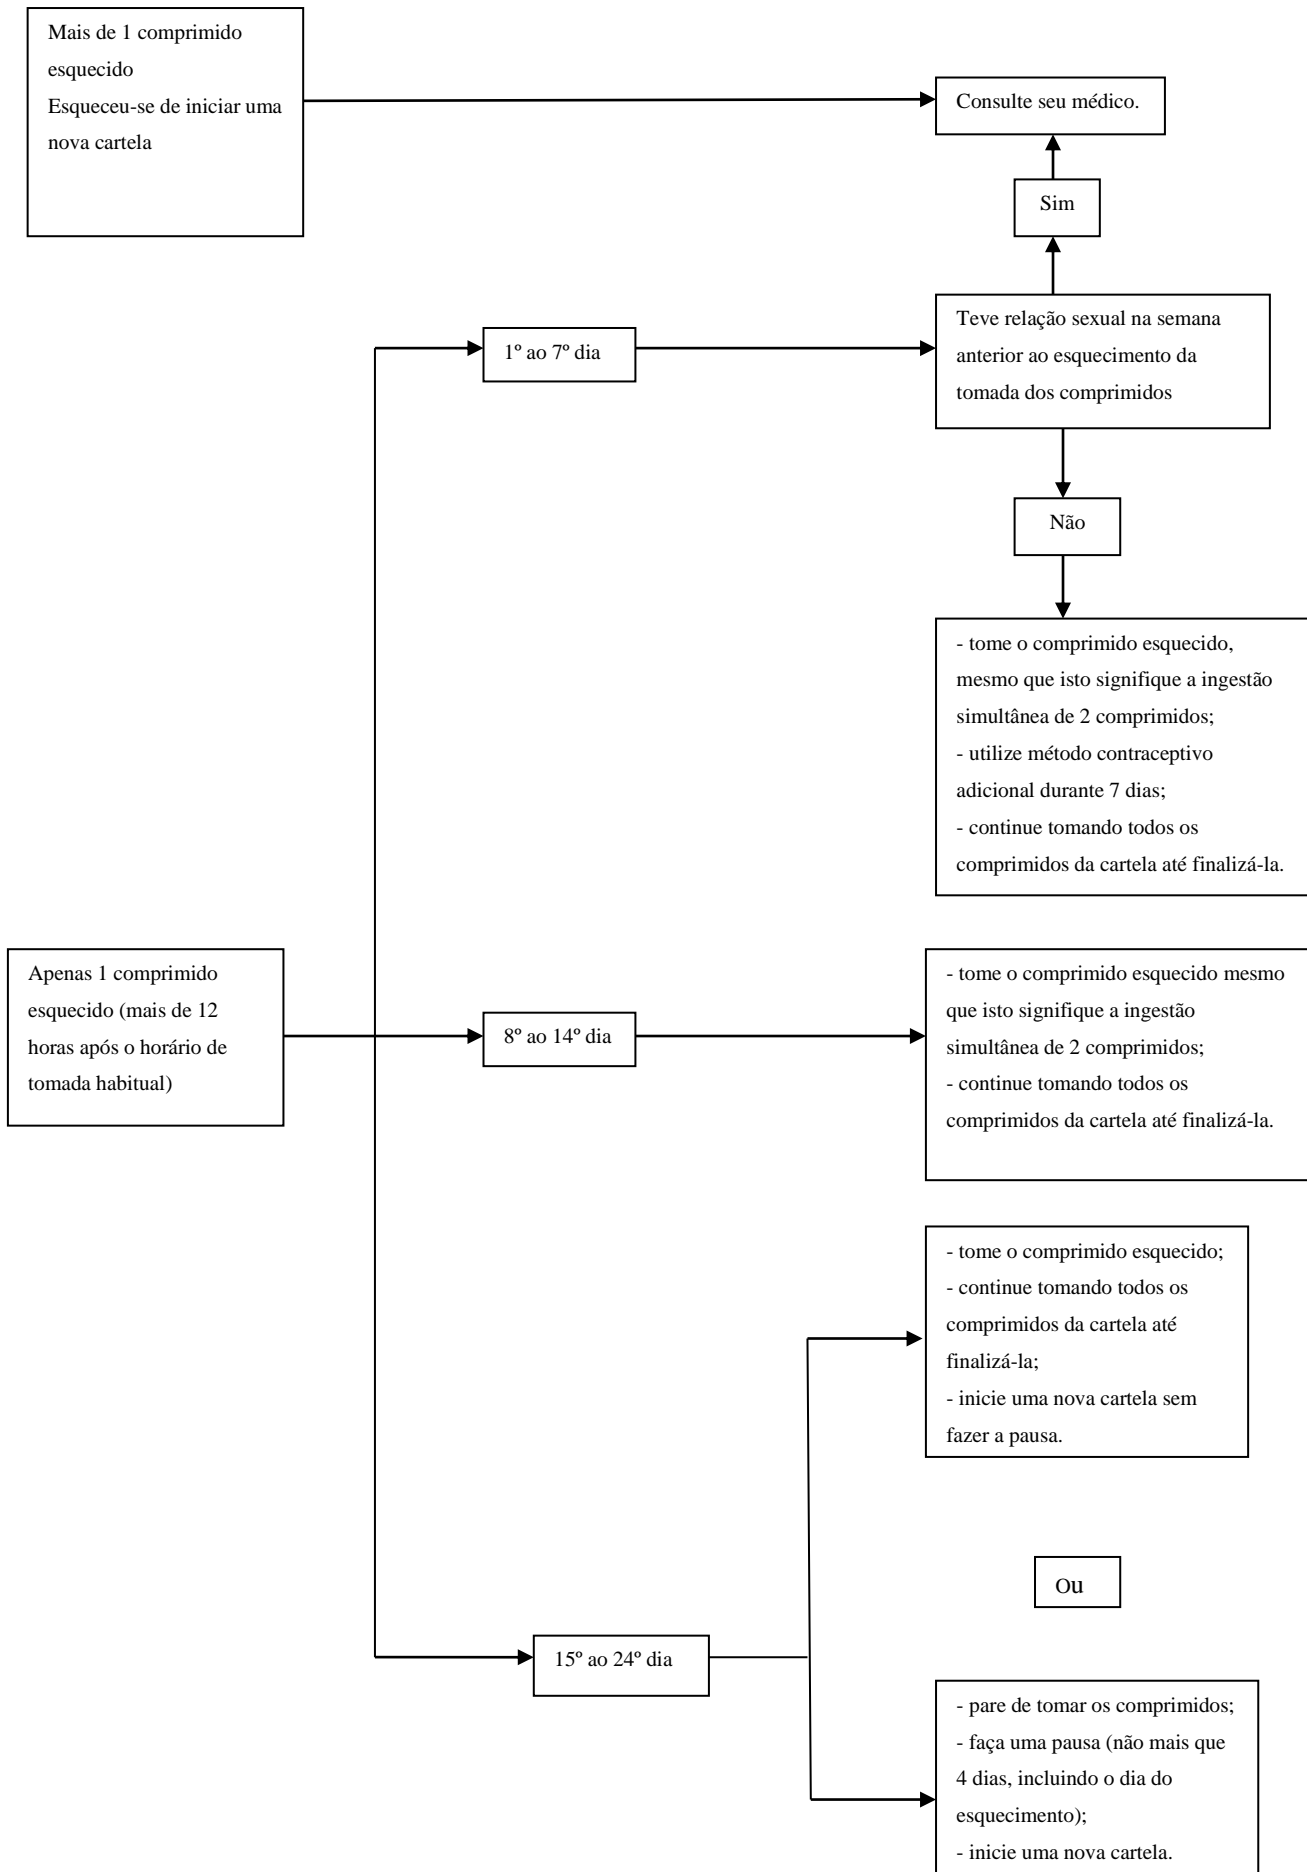 Mais de 1 comprimido
esquecido
Esqueceu-se de iniciar uma
nova cartela
Consulte seu médico.
Sim
Teve relação sexual na semana
anterior ao esquecimento da
tomada dos comprimidos
1º ao 7º dia
Não
- tome o comprimido esquecido,
mesmo que isto signifique a ingestão
simultânea de 2 comprimidos;
- utilize método contraceptivo
adicional durante 7 dias;
- continue tomando todos os
comprimidos da cartela até finalizá-la.
Apenas 1 comprimido
esquecido (mais de 12
horas após o horário de
tomada habitual)
8º ao 14º dia
- tome o comprimido esquecido mesmo
que isto signifique a ingestão
simultânea de 2 comprimidos;
- continue tomando todos os
comprimidos da cartela até finalizá-la.
- tome o comprimido esquecido;
- continue tomando todos os
comprimidos da cartela até
finalizá-la;
- inicie uma nova cartela sem
fazer a pausa.
Ou
15º ao 24º dia
- pare de tomar os comprimidos;
- faça uma pausa (não mais que
4 dias, incluindo o dia do
esquecimento);
- inicie uma nova cartela.